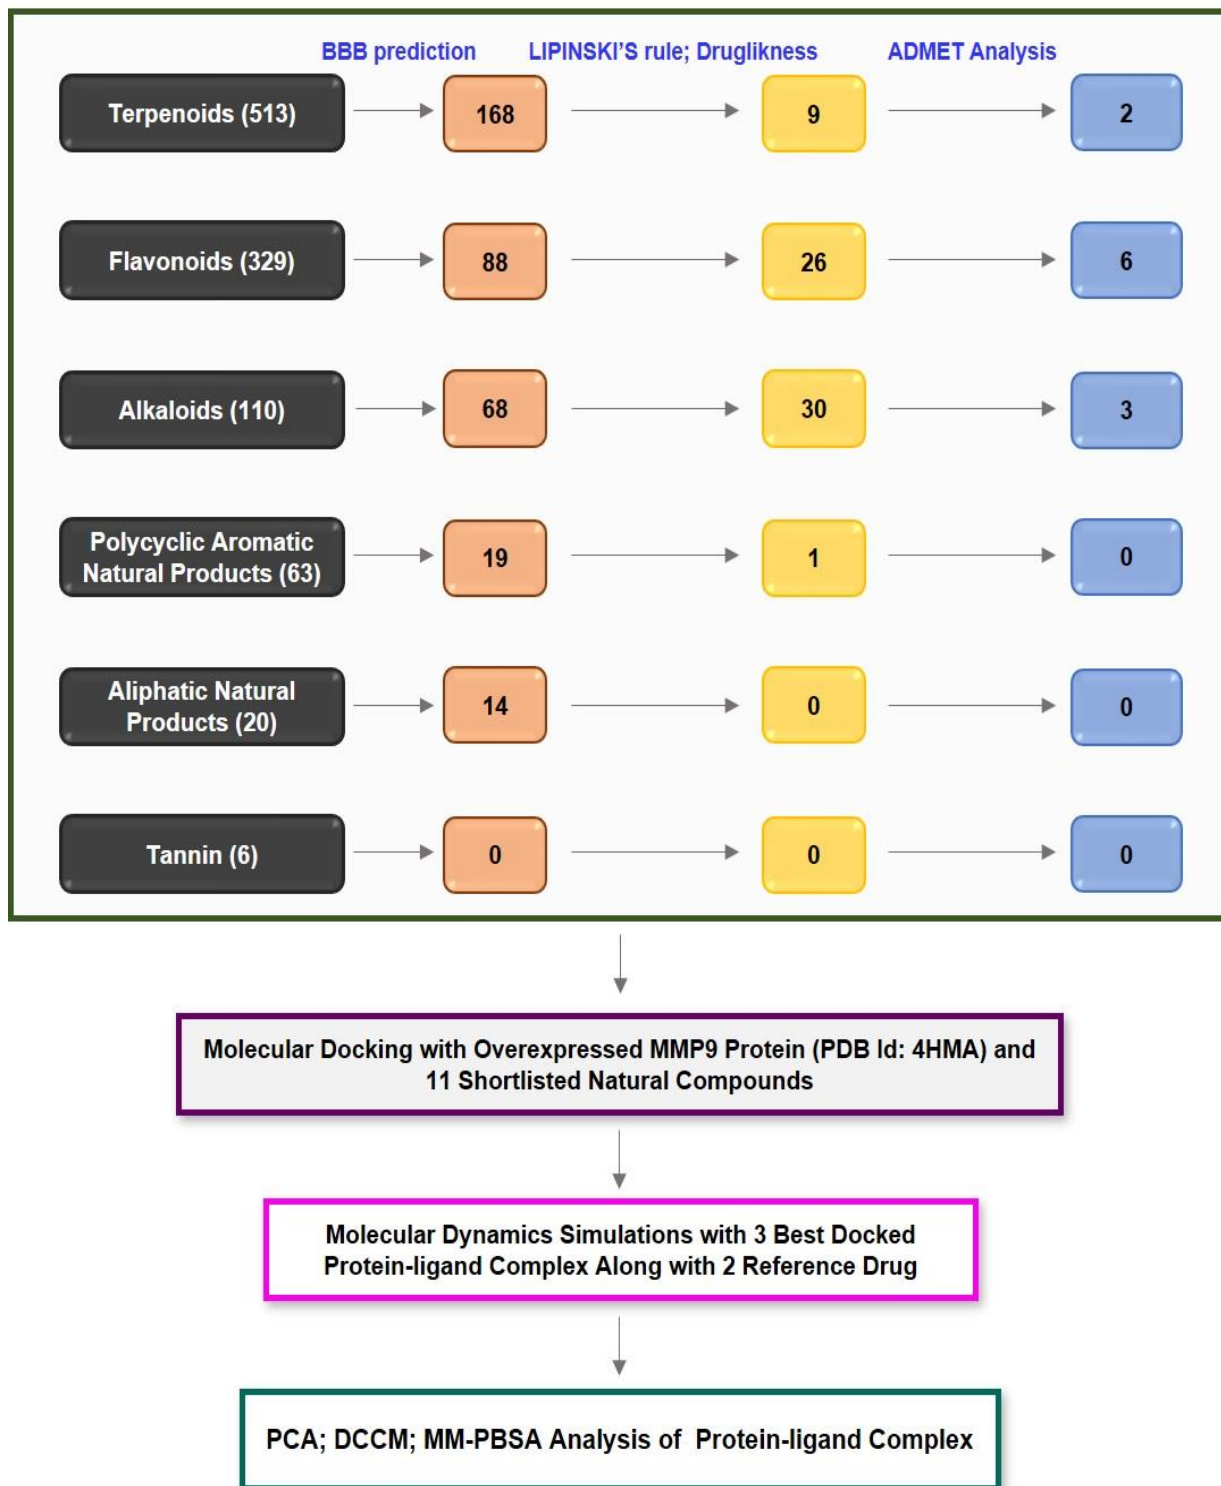 BBB prediction LIPINSKI'S rule; Druglikness ADMET Analysis
Terpenoids (513) 168 9 2
Flavonoids (329) 88 26 6
Alkaloids (110) 68 30 3
Polycyclic Aromatic
Natural Products (63) 19 1 0
Aliphatic Natural
Products (20) 14 0 0
Tannin (6) 0 0 0
Molecular Docking with Overexpressed MMP9 Protein (PDB Id: 4HMA) and
11 Shortlisted Natural Compounds
Molecular Dynamics Simulations with 3 Best Docked
Protein-ligand Complex Along with 2 Reference Drug
PCA; DCCM; MM-PBSA Analysis of Protein-ligand Complex